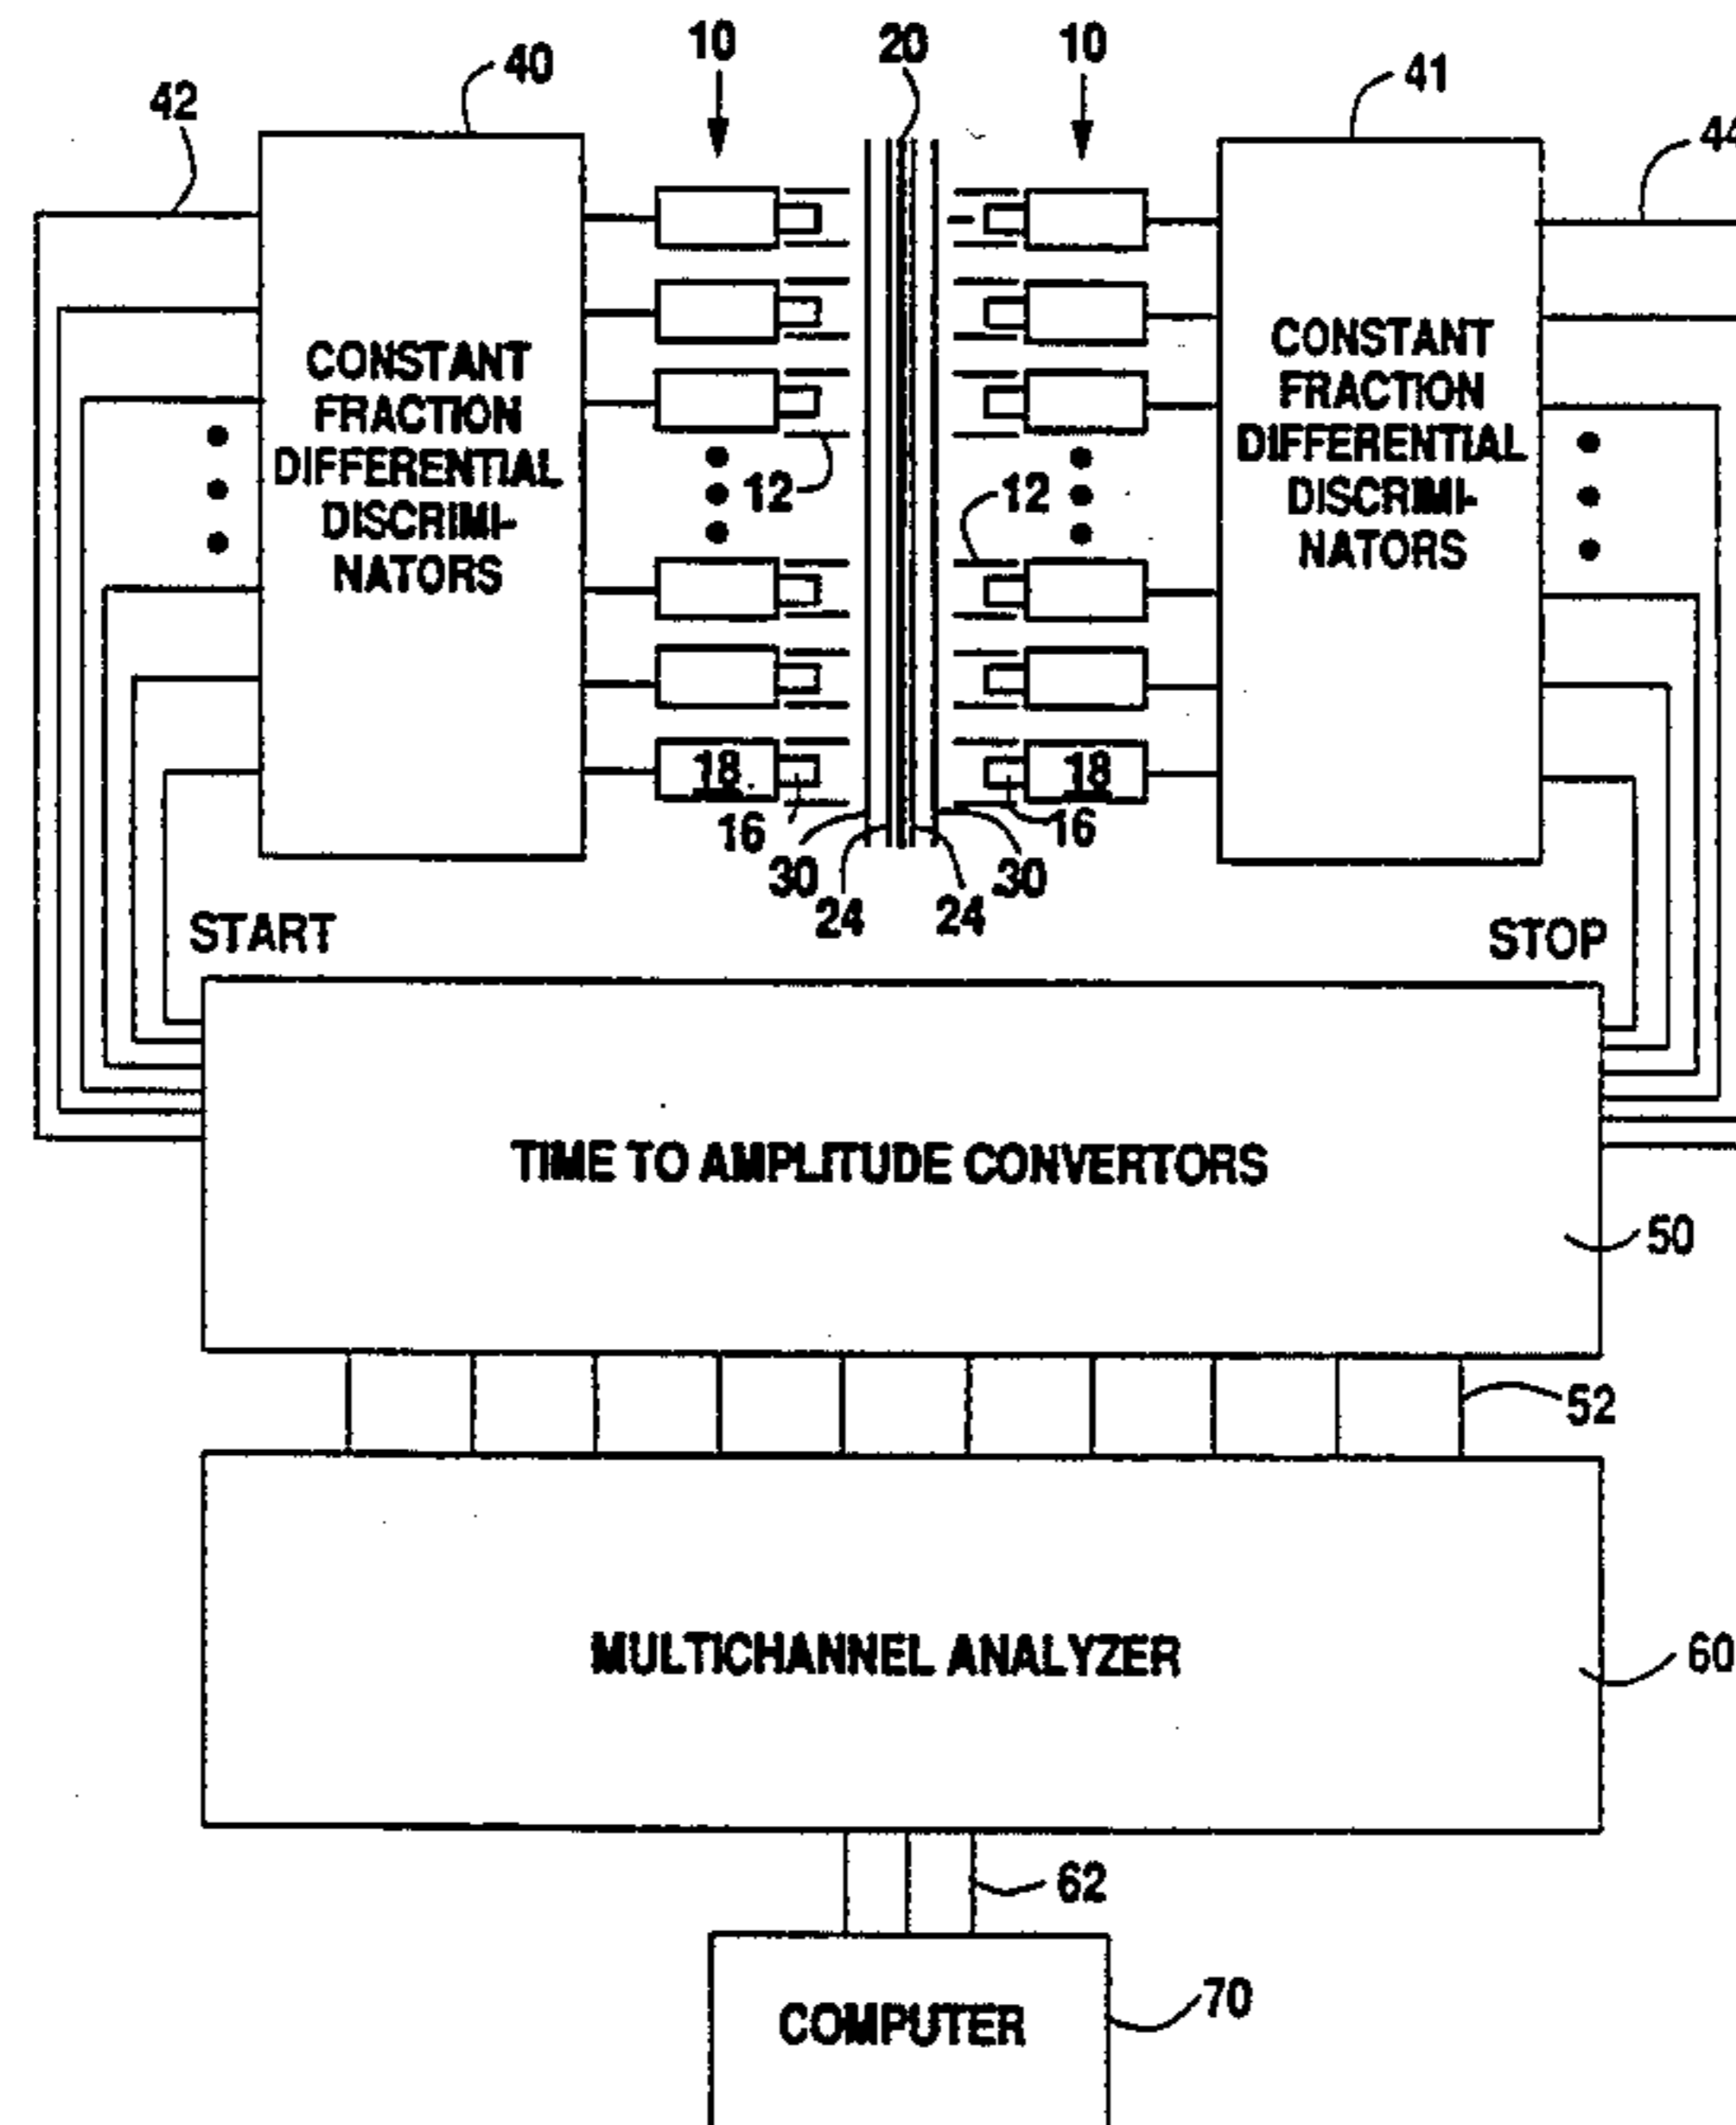 10 20 10
40 41
42 44
CONSTANT
FRACTION
DIFFERENTIAL
DISCRIMI-
NATORS
CONSTANT
FRACTION
DIFFERENTIAL
DISCRIMI-
NATORS
12 12
18 18
16 16
30 30
24 24
START STOP
TIME TO AMPLITUDE CONVERTORS
50
52
MULTICHANNEL ANALYZER
60
62
COMPUTER
70